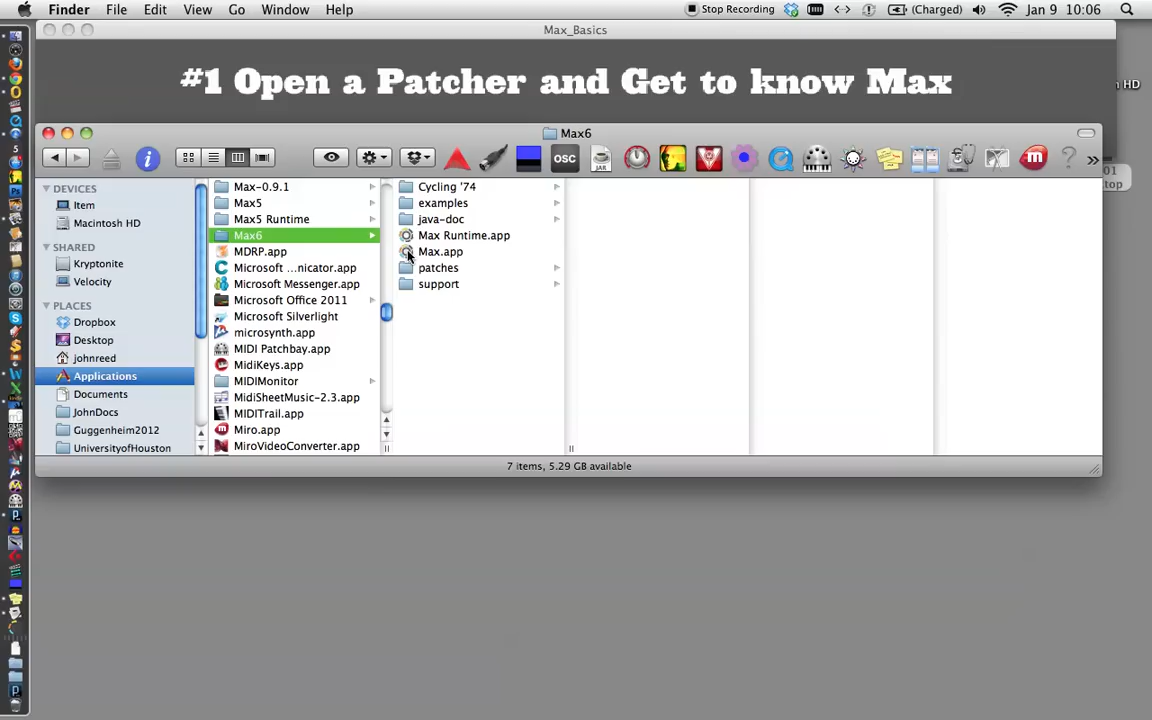 Finder File Edit View Go Window Help Stop Recording (Charged) Jan 9 10:06
Max_Basics
#1 Open a Patcher and Get to know Max
Max6
OSC
JAR
DEVICES
Item
Macintosh HD
SHARED
Kryptonite
Velocity
PLACES
Dropbox
Desktop
johnreed
Applications
Documents
JohnDocs
Guggenheim2012
UniversityofHouston
Max-0.9.1
Max5
Max5 Runtime
Max6
MDRP.app
Microsoft ...nicator.app
Microsoft Messenger.app
Microsoft Office 2011
Microsoft Silverlight
microsynth.app
MIDI Patchbay.app
MidiKeys.app
MIDIMonitor
MidiSheetMusic-2.3.app
MIDITrail.app
Miro.app
MiroVideoConverter.app
Cycling '74
examples
java-doc
Max Runtime.app
Max.app
patches
support
7 items, 5.29 GB available
HD
01
top